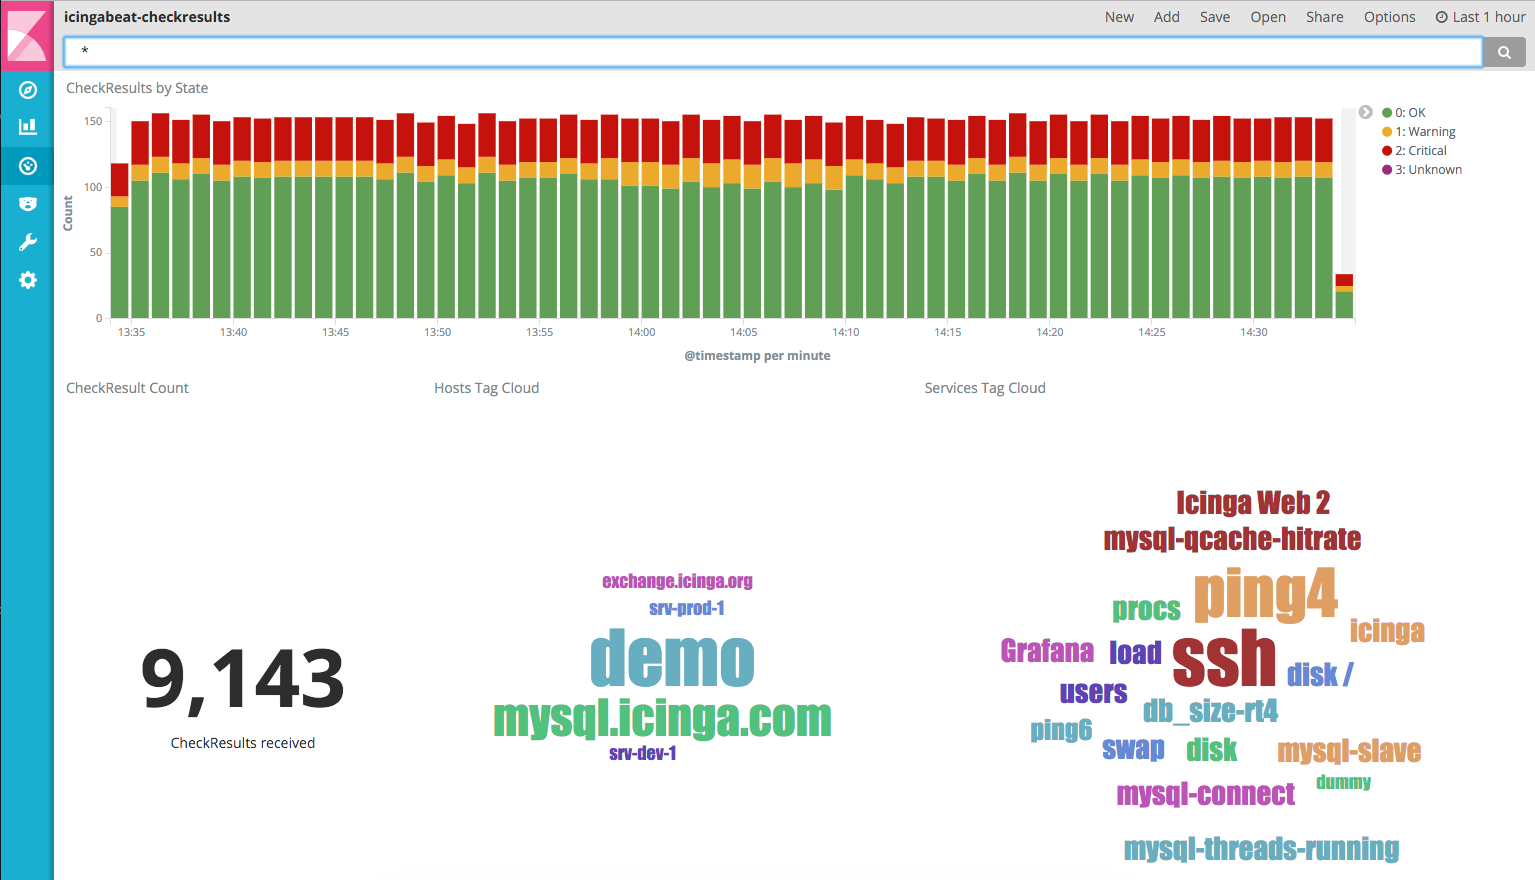 icingabeat-checkresults New Add Save Open Share Options Last 1 hour
*
CheckResults by State
Count
150
100
50
0
0: OK
1: Warning
2: Critical
3: Unknown
13:35 13:40 13:45 13:50 13:55 14:00 14:05 14:10 14:15 14:20 14:25 14:30
@timestamp per minute
CheckResult Count
9,143
CheckResults received
Hosts Tag Cloud
exchange.icinga.org
srv-prod-1
demo
mysql.icinga.com
srv-dev-1
Services Tag Cloud
Icinga Web 2
mysql-qcache-hitrate
ping4
procs
icinga
Grafana load ssh disk /
users
db_size-rt4
ping6
swap disk mysql-slave
dummy
mysql-connect
mysql-threads-running